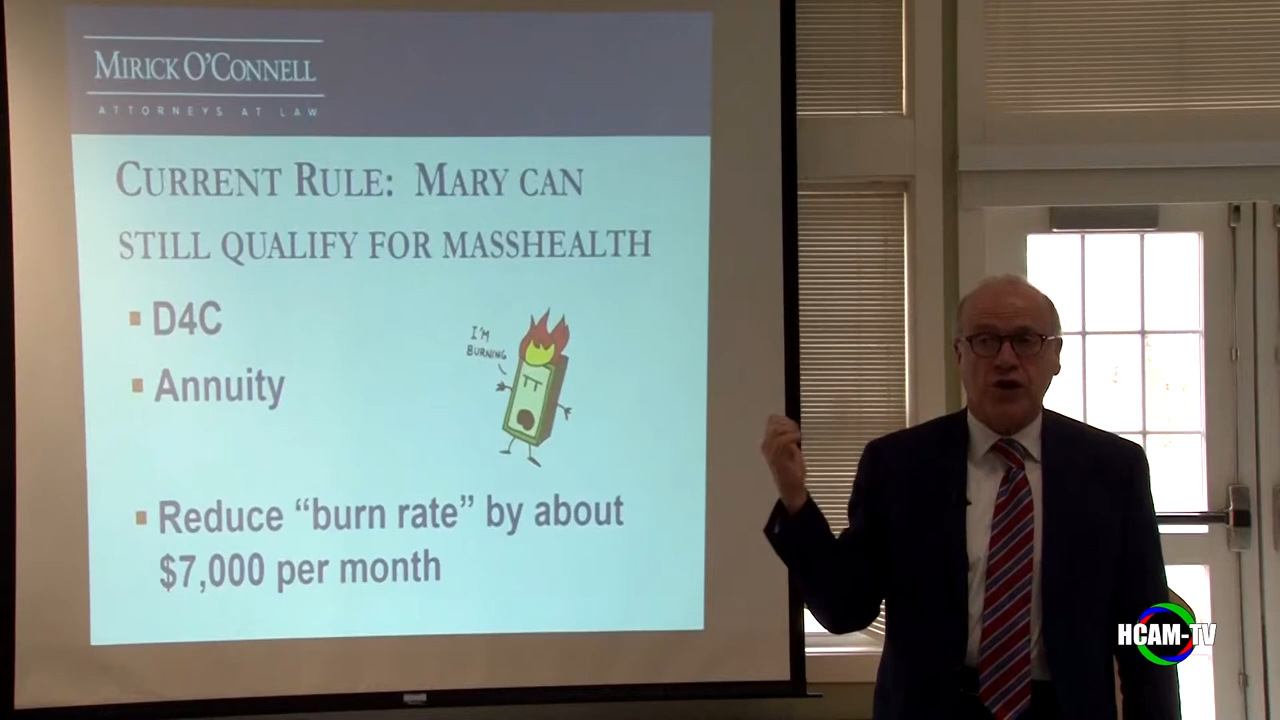 MIRICK O'CONNELL
ATTORNEYS AT LAW
CURRENT RULE: MARY CAN
STILL QUALIFY FOR MASSHEALTH
D4C
I'M
BURNING
Annuity
Reduce "burn rate" by about
$7,000 per month
HCAM-TV